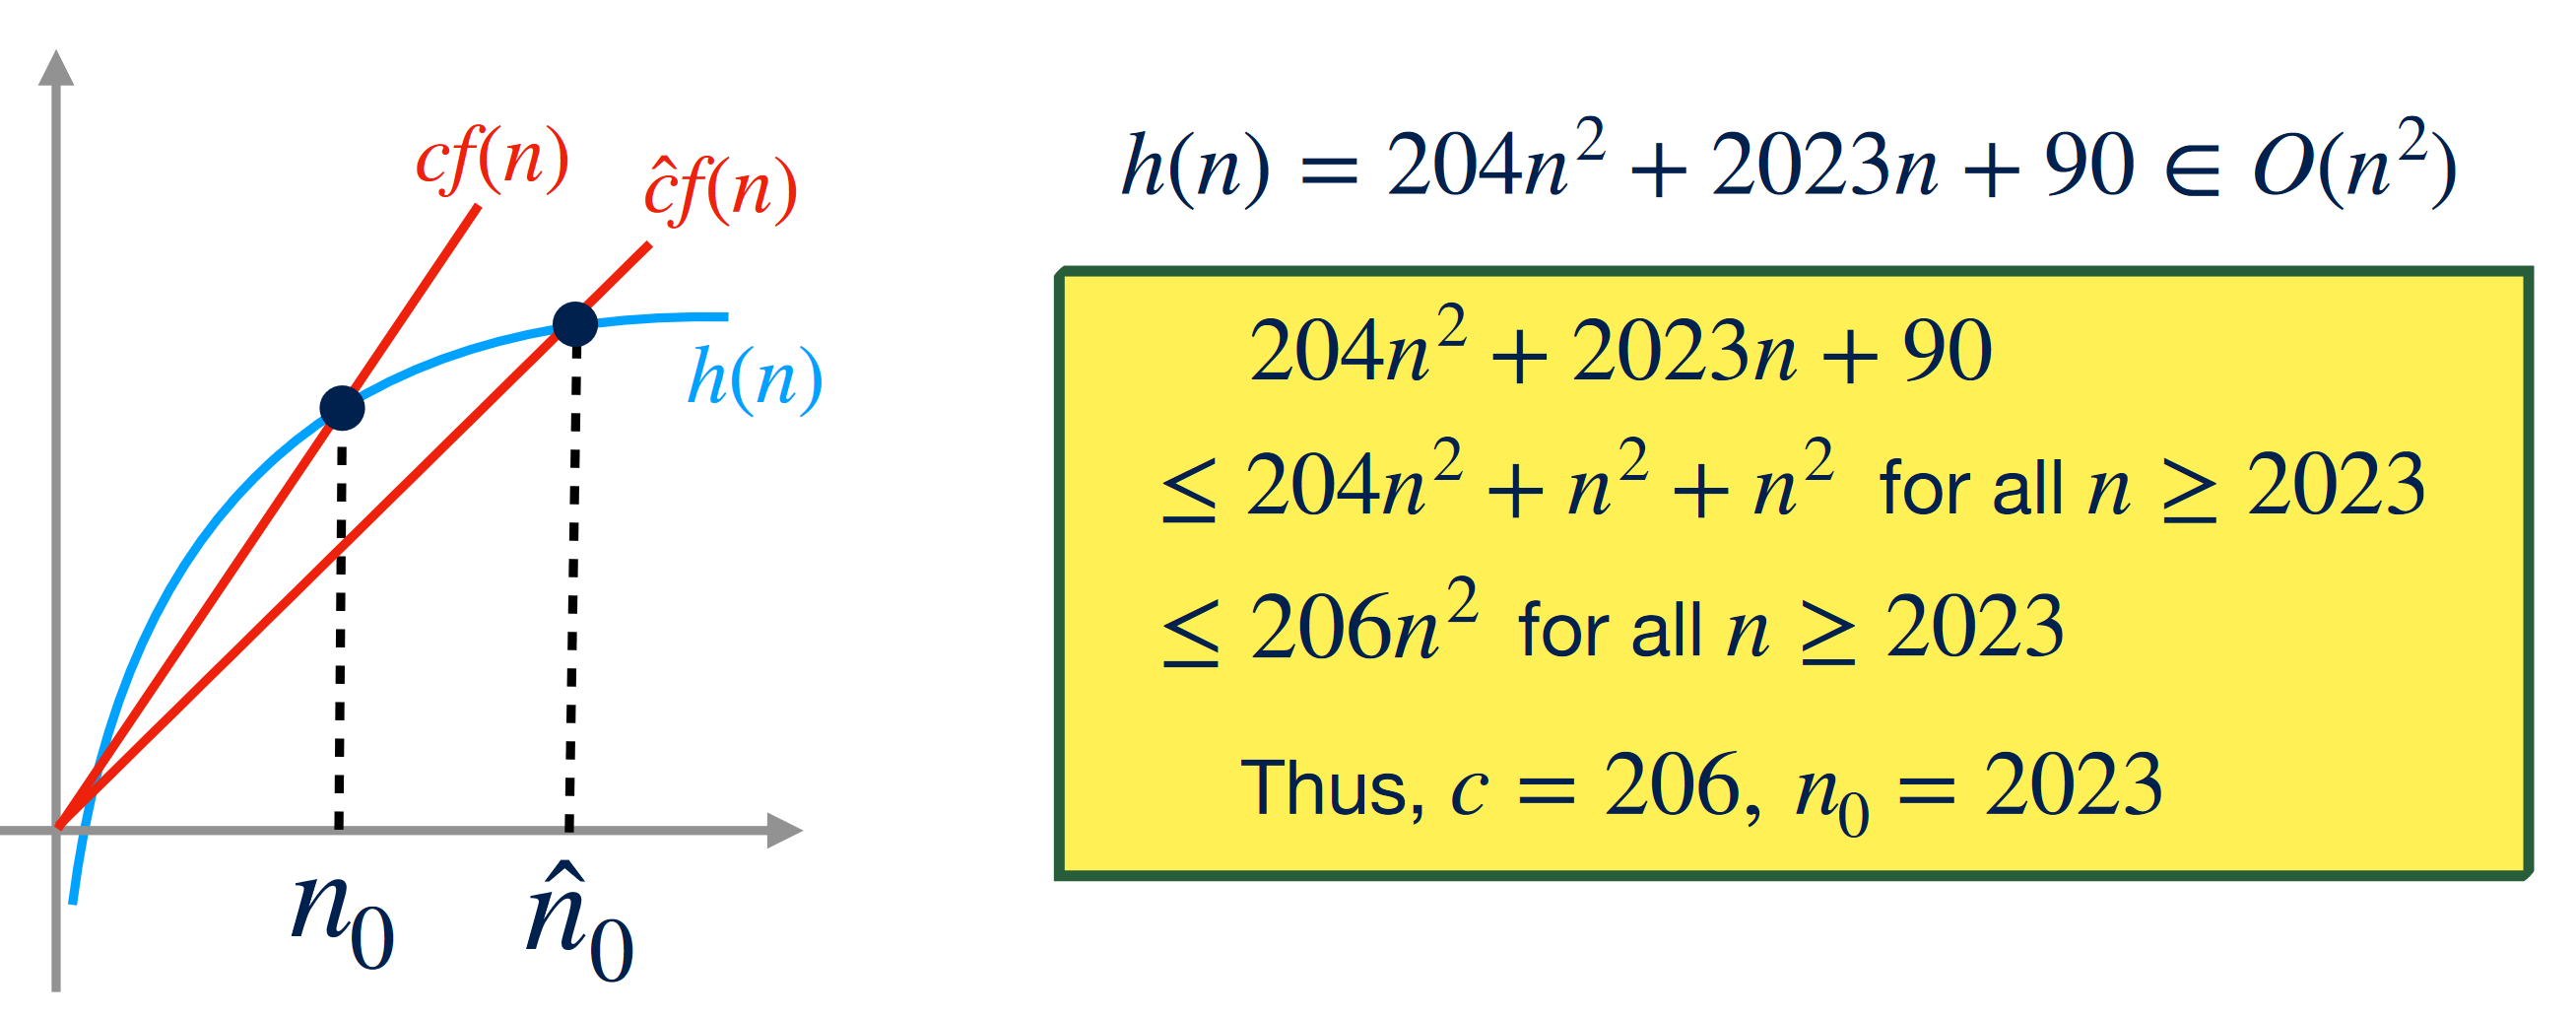 cf(n)
ĉf(n)
h(n)
n₀
n̂₀
h(n) = 204n² + 2023n + 90 ∈ O(n²)
204n² + 2023n + 90
≤ 204n² + n² + n² for all n ≥ 2023
≤ 206n² for all n ≥ 2023
Thus, c = 206, n₀ = 2023